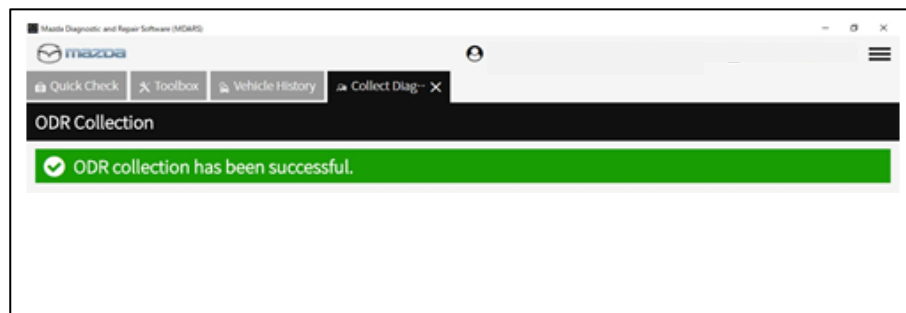 Mazda Diagnostic and Repair Software (MDARS)
mazda
Quick Check Toolbox Vehicle History Collect Diag--
ODR Collection
ODR collection has been successful.